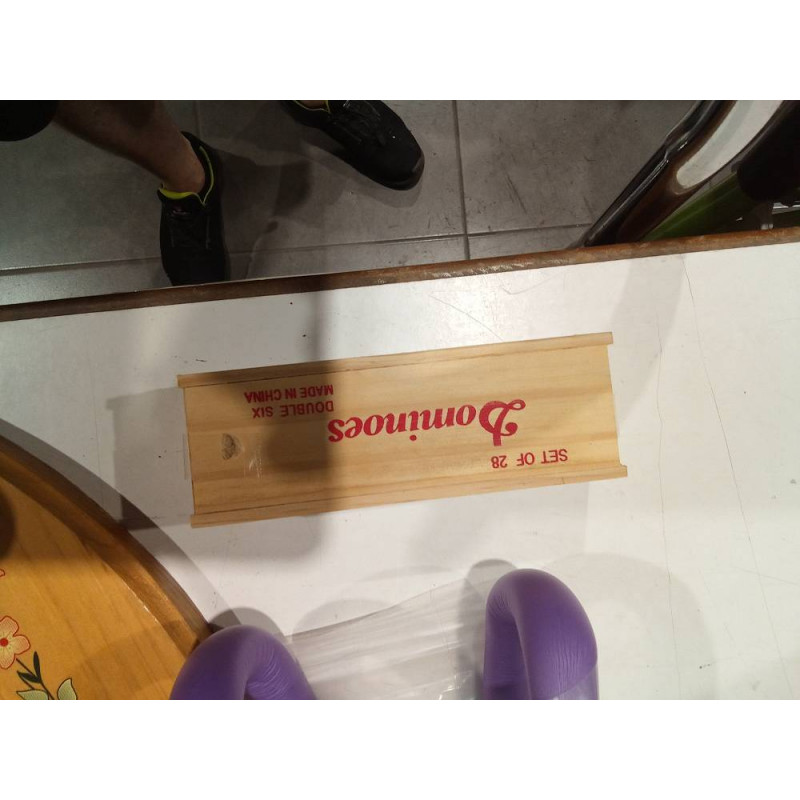 SET OF 28
Dominoes
DOUBLE SIX
MADE IN CHINA